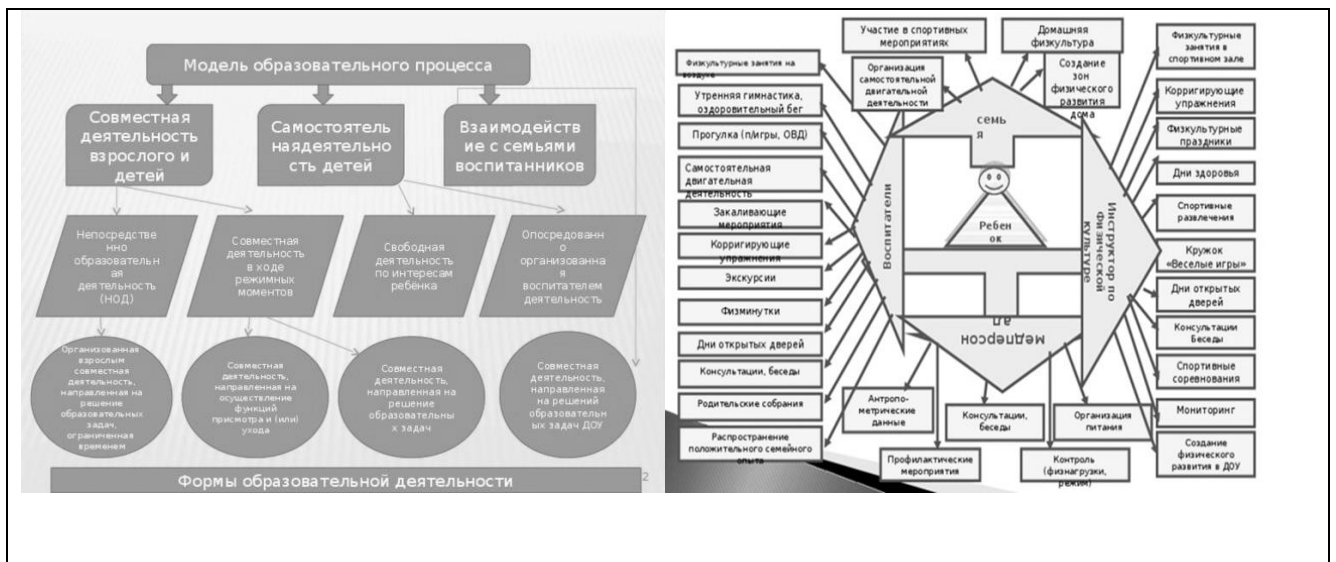 Модель образовательного процесса
Совместная
деятельность
взрослого и
детей
Самостоятель
наядеятельно
сть детей
Взаимодейств
ие с семьями
воспитанников
Непосредстве
нно
образовательн
ая
деятельность
(НОД)
Совместная
деятельность
в ходе
режимных
моментов
Свободная
деятельность
по интересам
ребёнка
Опосредованн
о
организованна
я
воспитателем
деятельность
Организованная
взрослым
совместная
деятельность,
направленная на
решение
образовательных
задач,
ограниченная
временем
Совместная
деятельность,
направленная на
осуществление
функций
присмотра и (или)
ухода
Совместная
деятельность,
направленная на
решение
образовательны
х задач
Совместная
деятельность,
направленная
на решений
образовательн
ых задач ДОУ
Формы образовательной деятельности
2
Участие в спортивных
мероприятиях
Домашняя
физкультура
Организация
самостоятельной
двигательной
деятельности
Создание
зон
физического
развития
дома
Физкультурные занятия на
воздухе
Утренняя гимнастика,
оздоровительный бег
Прогулка (п/игры, ОВД)
Самостоятельная
двигательная
деятельность
Закаливающие
мероприятия
Корригирующие
упражнения
Экскурсии
Физминутки
Дни открытых дверей
Консультации, беседы
Родительские собрания
Распространение
положительного семейного
опыта
семь
я
Воспитатели
Ребен
ок
Инструктор по
физической
культуре
медперсон
ал
Физкультурные
занятия в
спортивном зале
Корригирующие
упражнения
Физкультурные
праздники
Дни здоровья
Спортивные
развлечения
Кружок
«Веселые игры»
Дни открытых
дверей
Консультации
Беседы
Спортивные
соревнования
Мониторинг
Создание
физического
развития в ДОУ
Антропо-
метрические
данные
Консультации,
беседы
Организация
питания
Профилактические
мероприятия
Контроль
(физнагрузки,
режим)